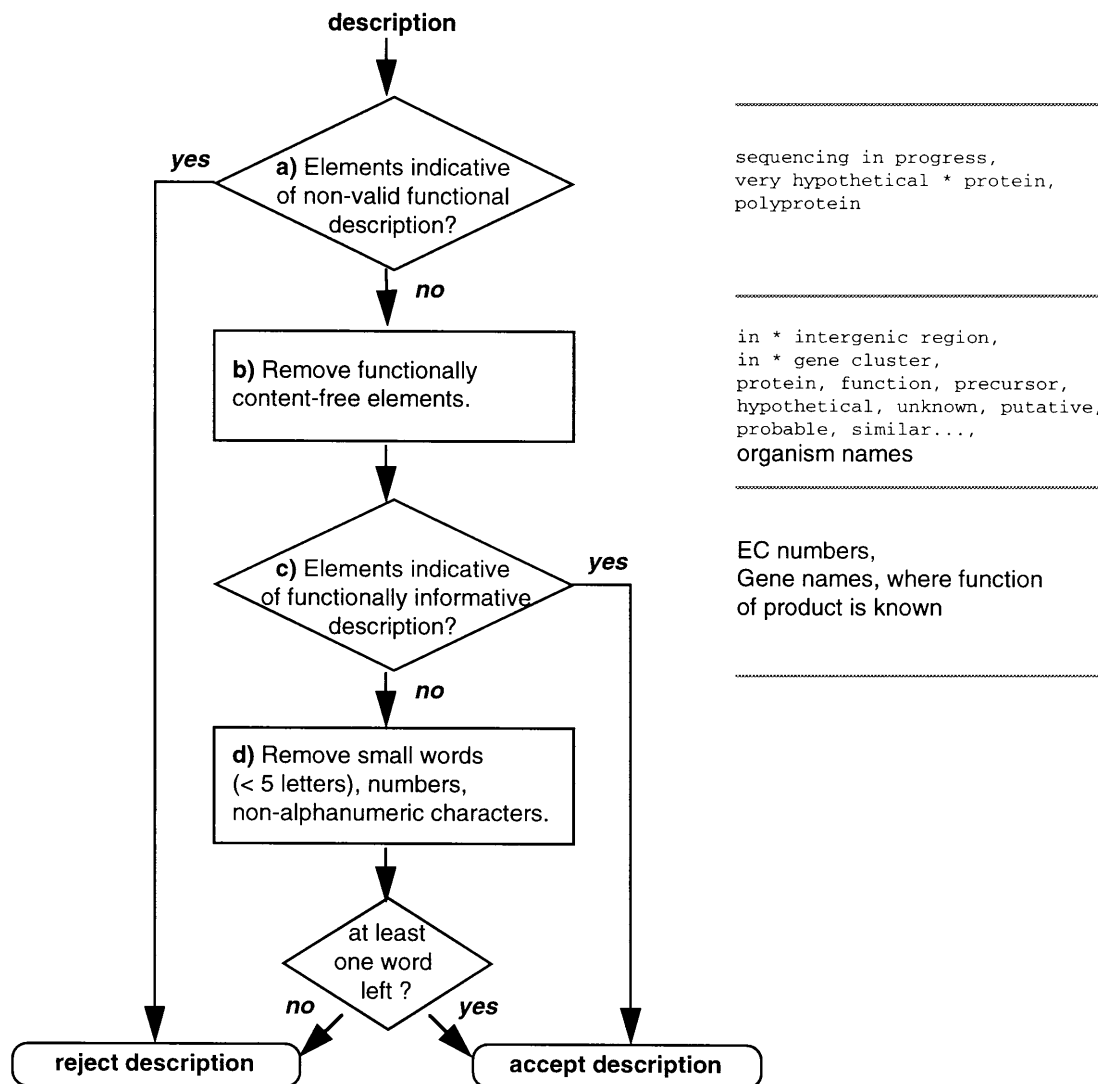 description
yes
a) Elements indicative
of non-valid functional
description?
sequencing in progress,
very hypothetical * protein,
polyprotein
no
b) Remove functionally
content-free elements.
in * intergenic region,
in * gene cluster,
protein, function, precursor,
hypothetical, unknown, putative,
probable, similar...,
organism names
c) Elements indicative
of functionally informative
description?
yes
EC numbers,
Gene names, where function
of product is known
no
d) Remove small words
(< 5 letters), numbers,
non-alphanumeric characters.
at least
one word
left ?
no
yes
reject description
accept description